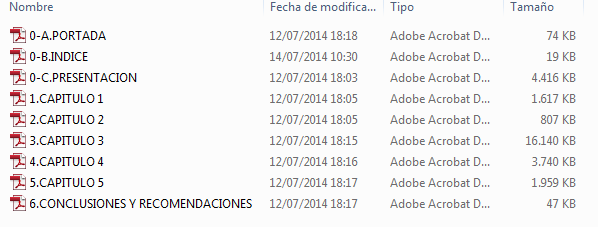 Nombre Fecha de modifica... Tipo Tamaño
0-A.PORTADA 12/07/2014 18:18 Adobe Acrobat D... 74 KB
0-B.INDICE 14/07/2014 10:30 Adobe Acrobat D... 19 KB
0-C.PRESENTACION 12/07/2014 18:03 Adobe Acrobat D... 4.416 KB
1.CAPITULO 1 12/07/2014 18:05 Adobe Acrobat D... 1.617 KB
2.CAPITULO 2 12/07/2014 18:05 Adobe Acrobat D... 807 KB
3.CAPITULO 3 12/07/2014 18:15 Adobe Acrobat D... 16.140 KB
4.CAPITULO 4 12/07/2014 18:16 Adobe Acrobat D... 3.740 KB
5.CAPITULO 5 12/07/2014 18:17 Adobe Acrobat D... 1.959 KB
6.CONCLUSIONES Y RECOMENDACIONES 12/07/2014 18:17 Adobe Acrobat D... 47 KB